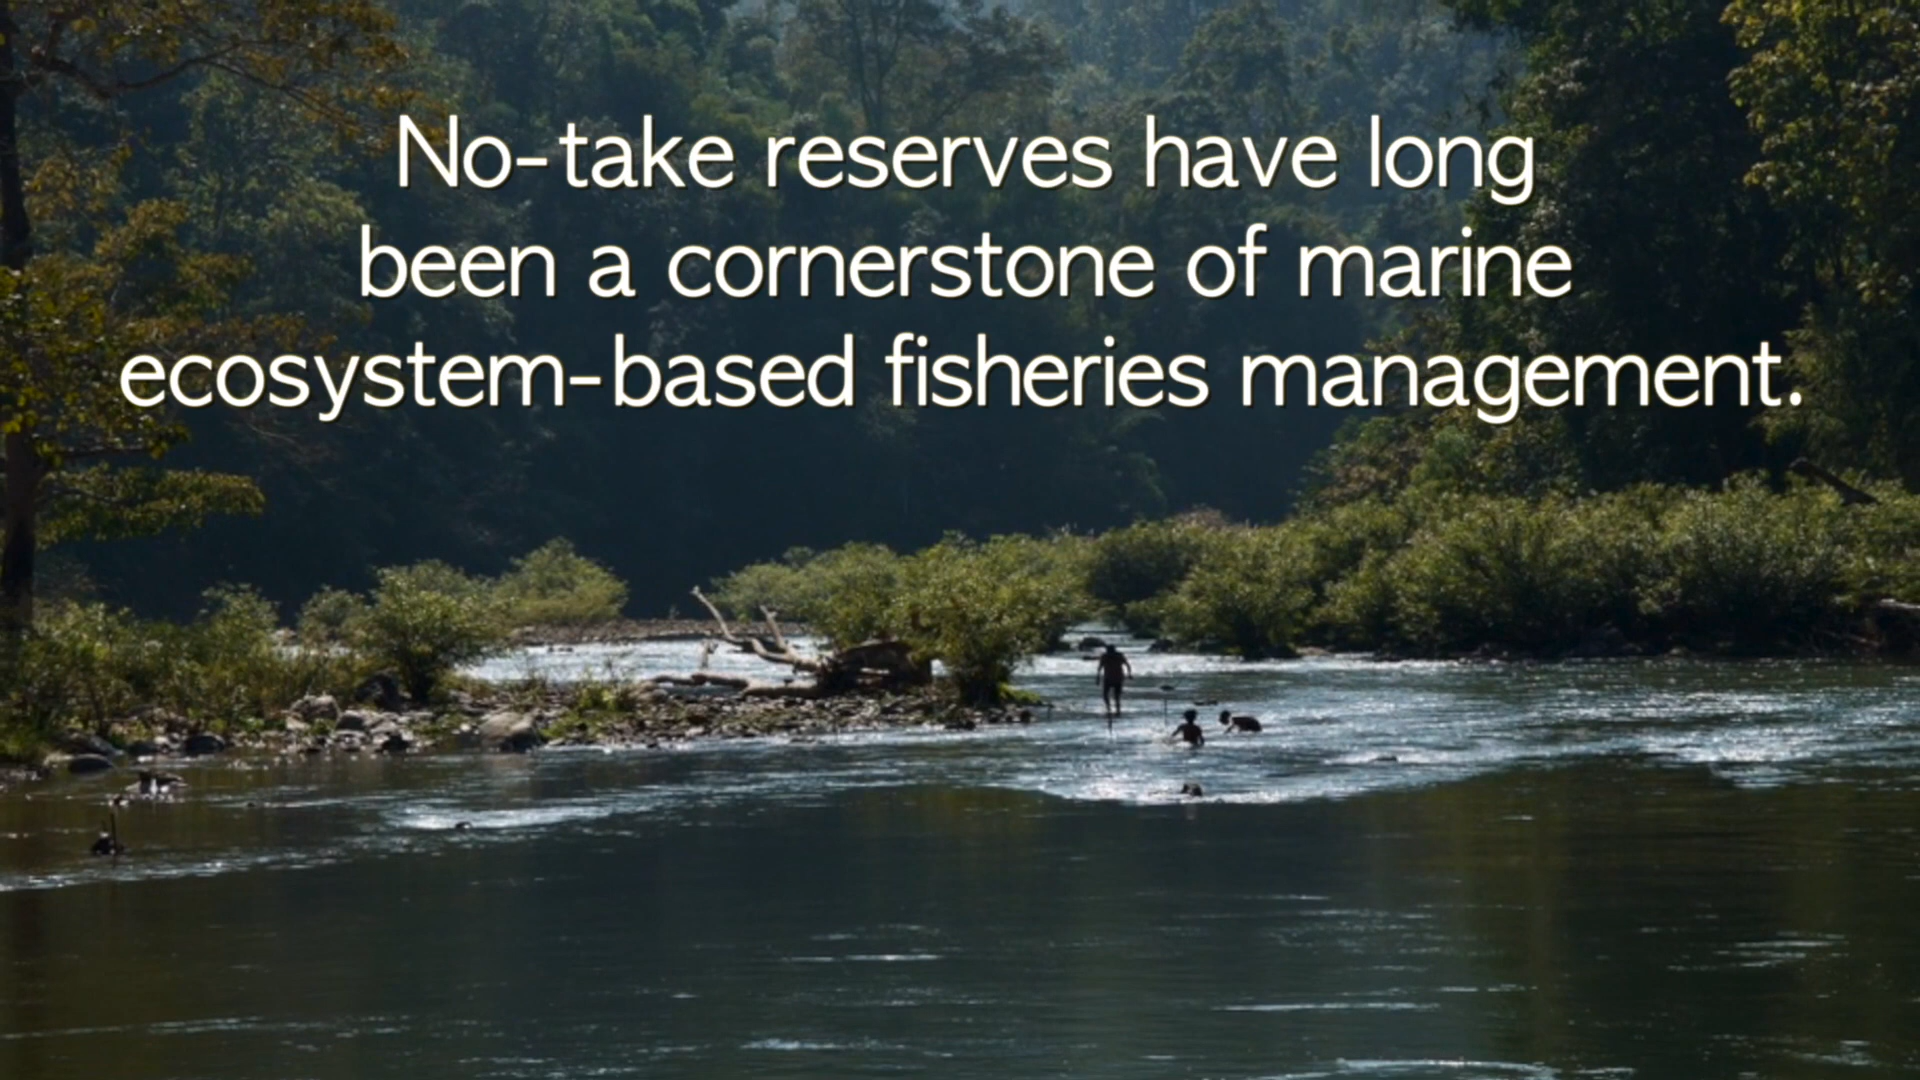 No-take reserves have long
been a cornerstone of marine
ecosystem-based fisheries management.